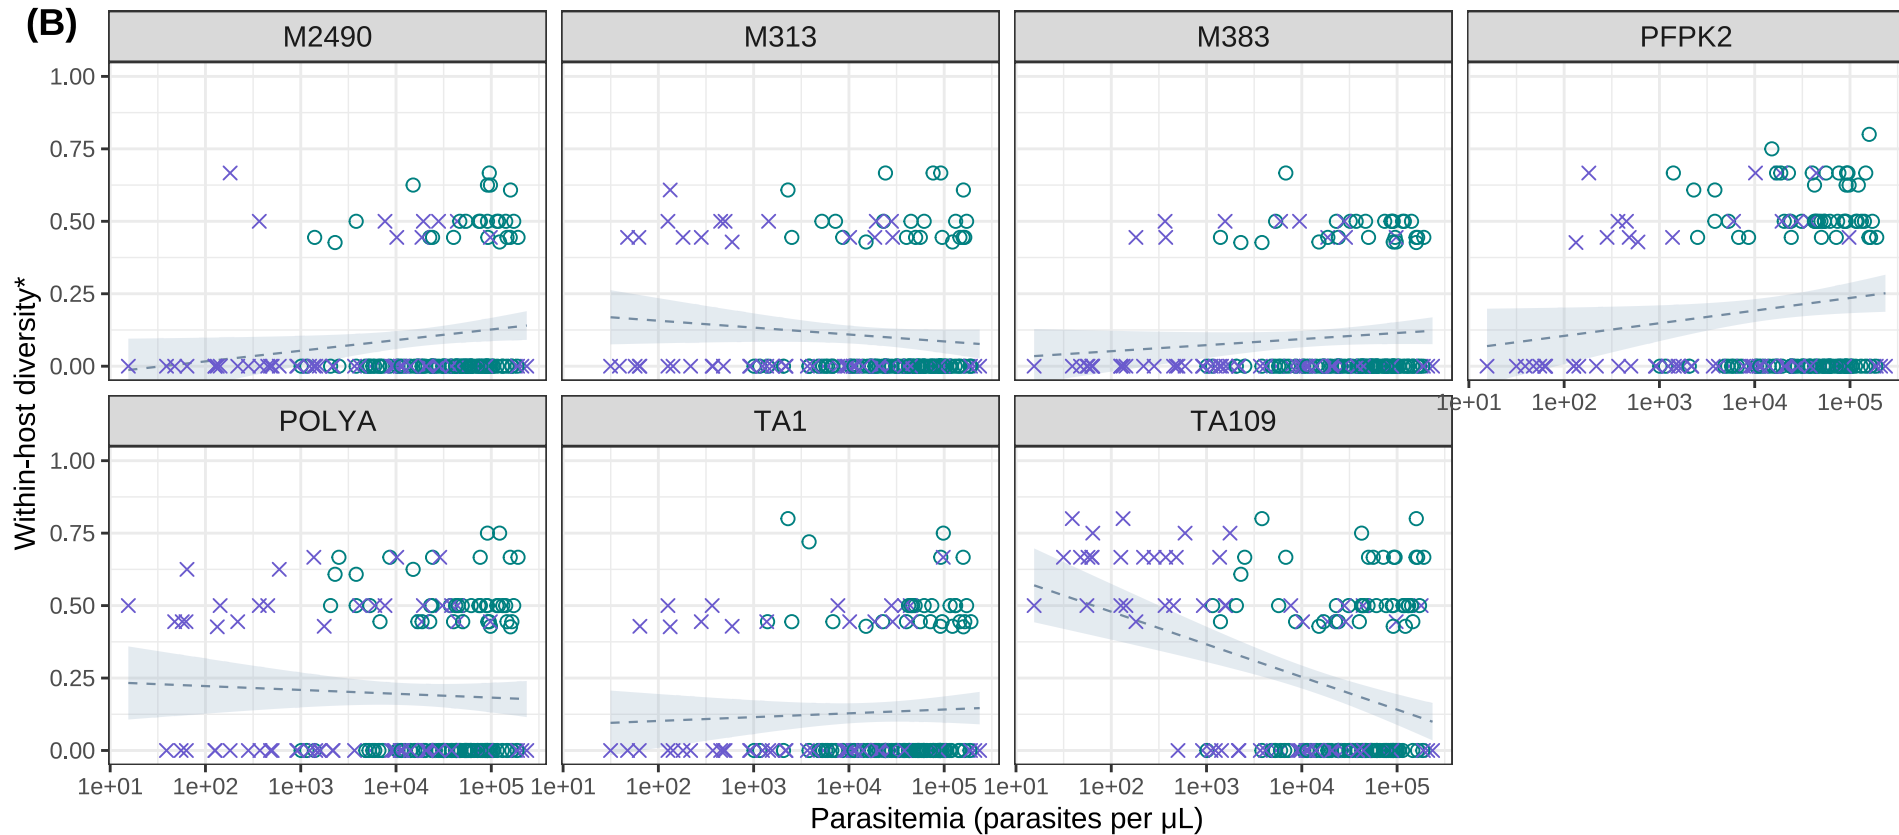 (B)
M2490 M313 M383 PFPK2
1.00
0.75
0.50
0.25
0.00
1e+01 1e+02 1e+03 1e+04 1e+05
POLYA TA1 TA109
1.00
0.75
0.50
0.25
0.00
1e+01 1e+02 1e+03 1e+04 1e+05 1e+01 1e+02 1e+03 1e+04 1e+05 1e+01 1e+02 1e+03 1e+04 1e+05
Within-host diversity*
Parasitemia (parasites per μL)